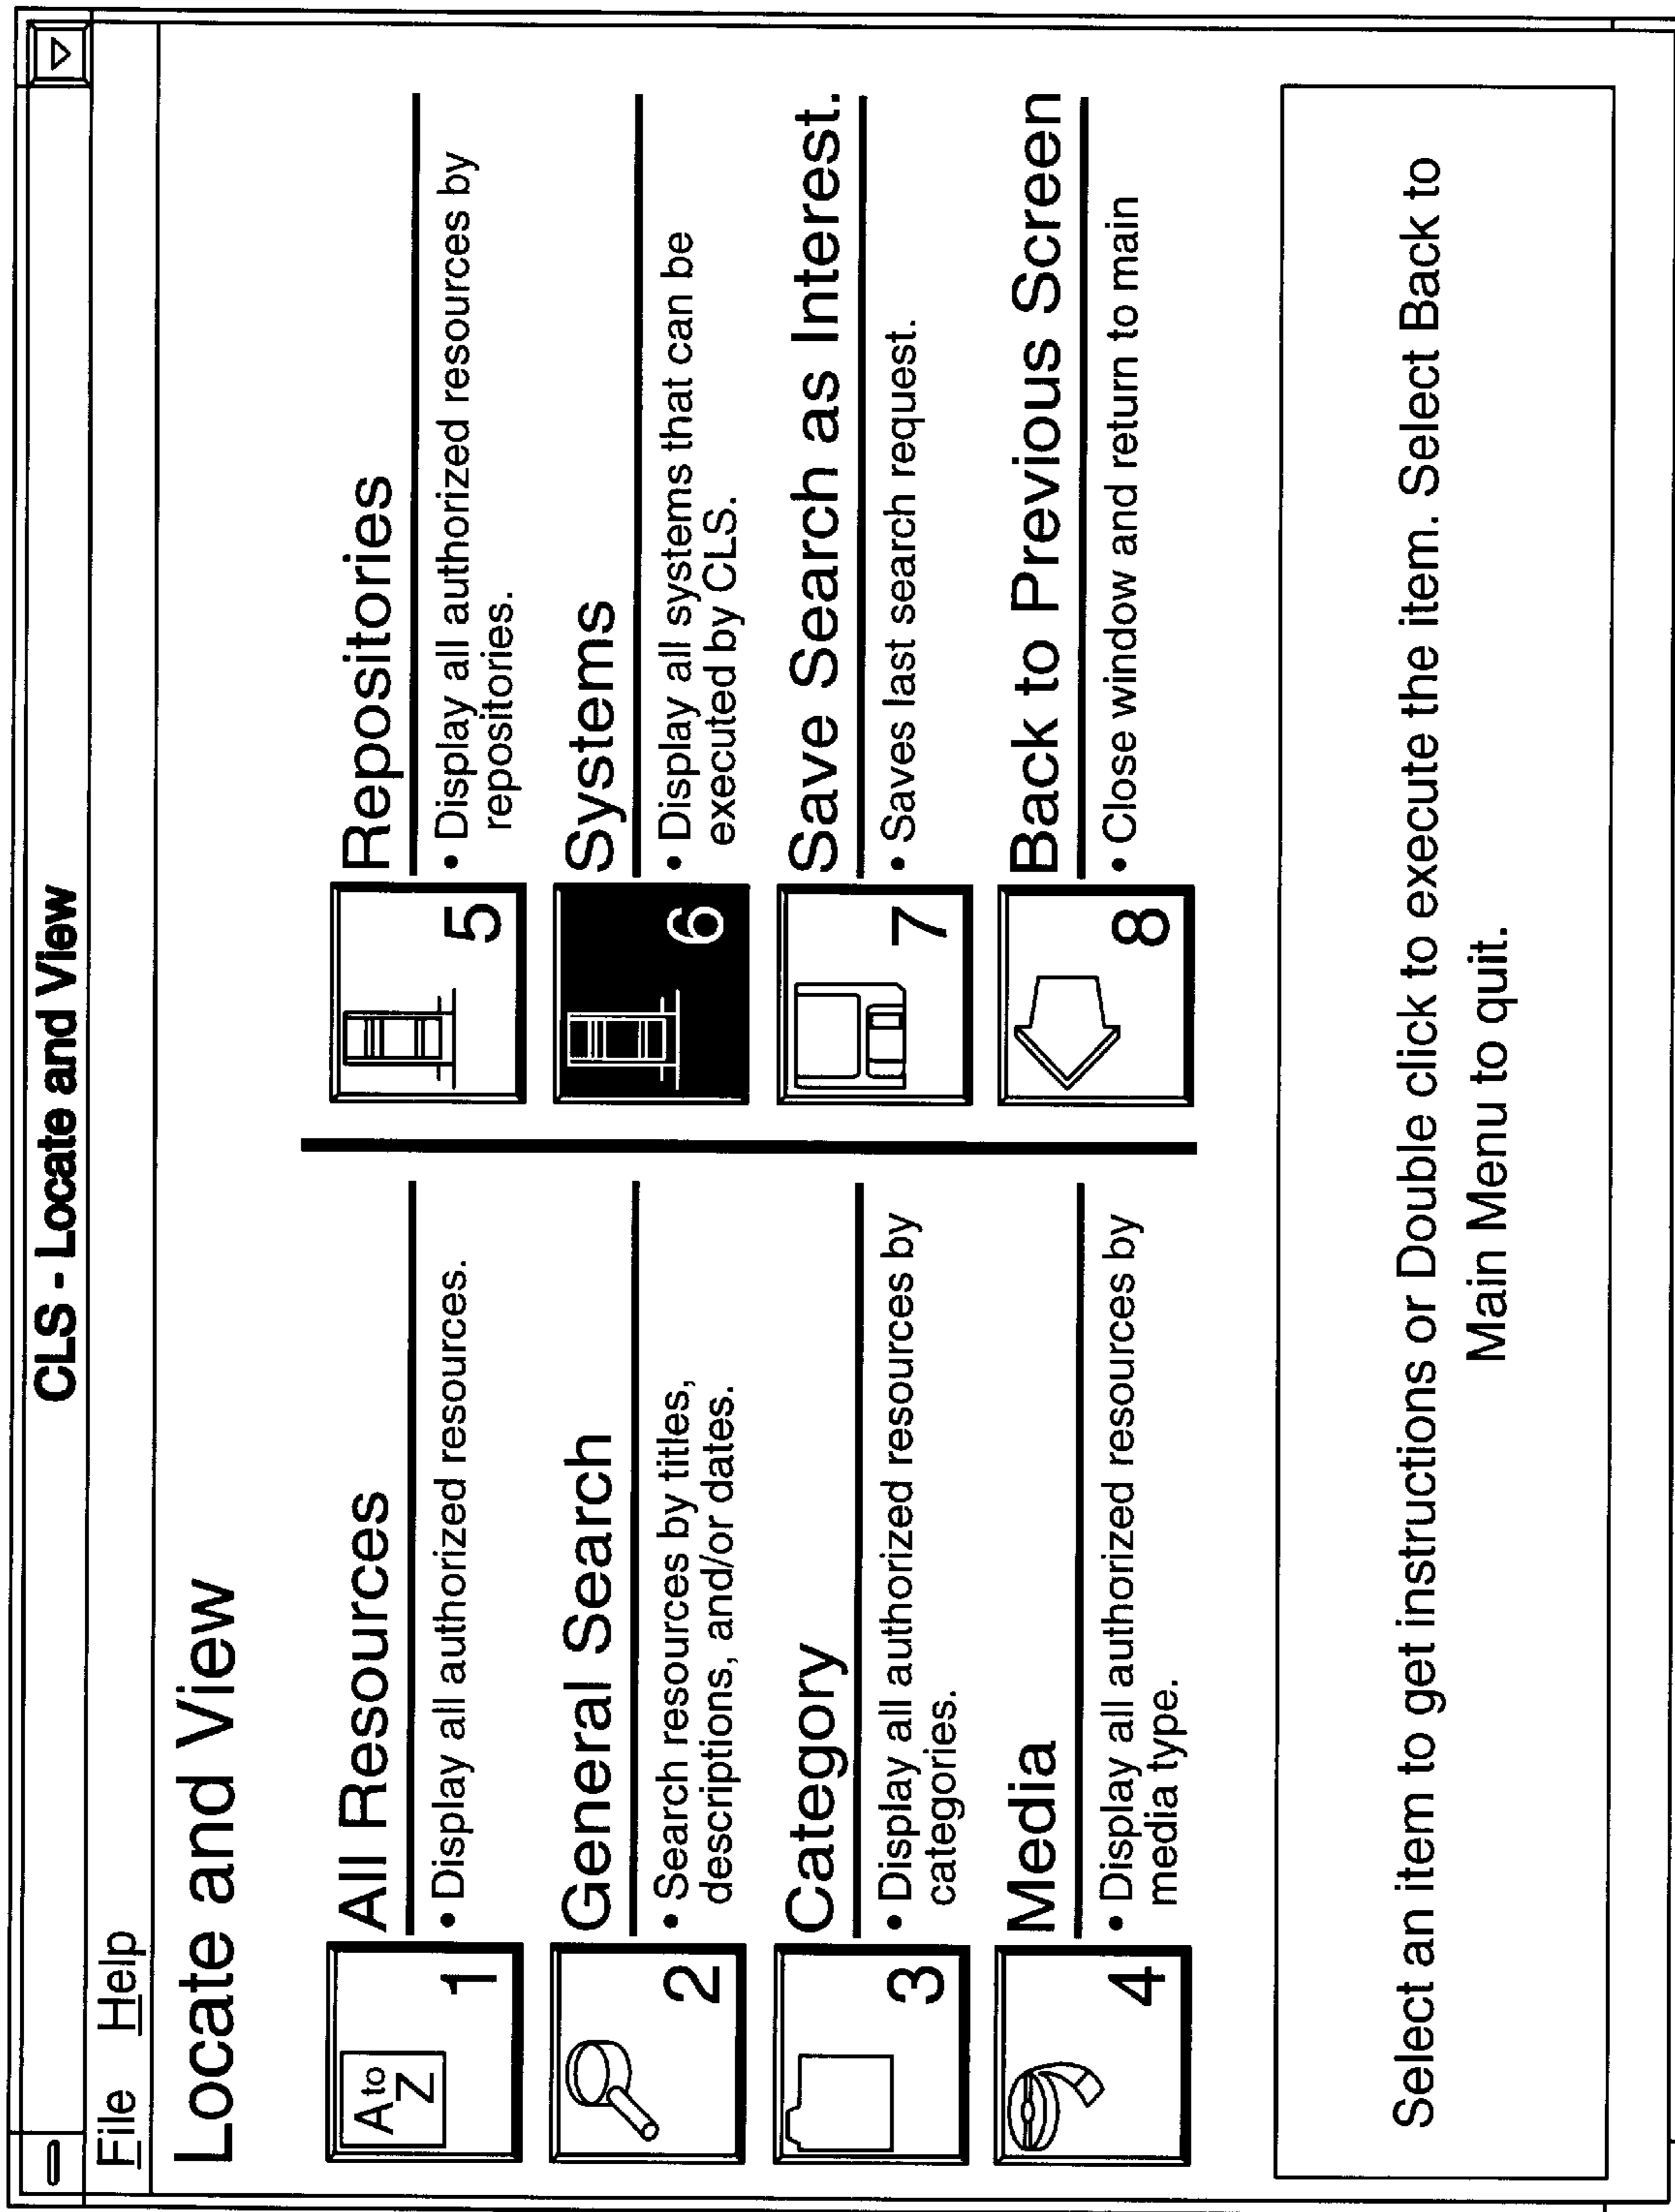 CLS - Locate and View
File Help
Locate and View
A to
Z
1
All Resources
• Display all authorized resources.
2
General Search
• Search resources by titles,
descriptions, and/or dates.
3
Category
• Display all authorized resources by
categories.
4
Media
• Display all authorized resources by
media type.
5
Repositories
• Display all authorized resources by
repositories.
6
Systems
• Display all systems that can be
executed by CLS.
7
Save Search as Interest.
• Saves last search request.
8
Back to Previous Screen
• Close window and return to main
Select an item to get instructions or Double click to execute the item. Select Back to
Main Menu to quit.